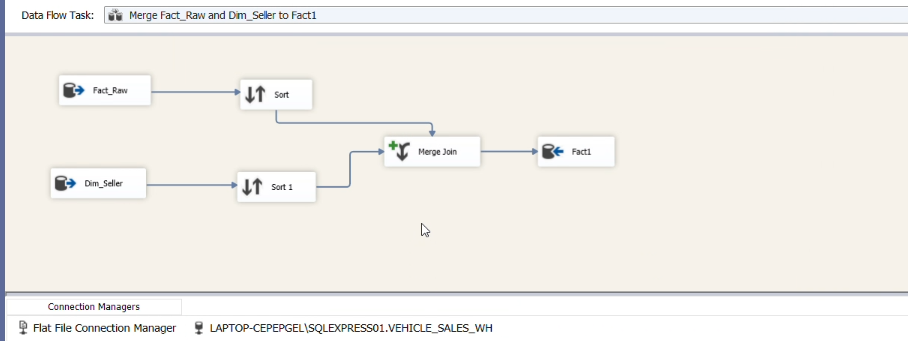 Data Flow Task: Merge Fact_Raw and Dim_Seller to Fact1
Fact_Raw
Sort
Merge Join
Fact1
Dim_Seller
Sort 1
Connection Managers
Flat File Connection Manager LAPTOP-CEPEPGEL\SQLEXPRESS01.VEHICLE_SALES_WH